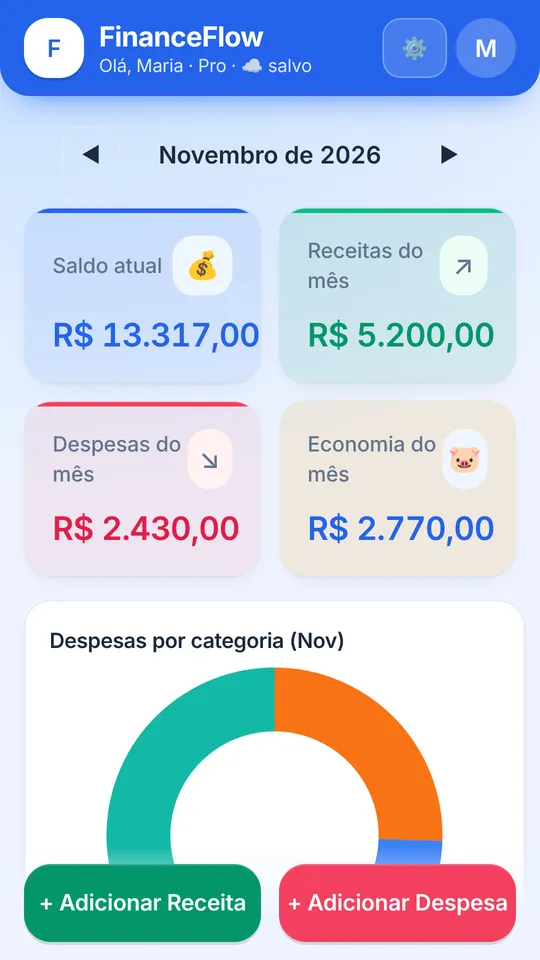 F
FinanceFlow
Olá, Maria · Pro · ☁️ salvo
M
◀ Novembro de 2026 ▶
Saldo atual
R$ 13.317,00
Receitas do
mês
R$ 5.200,00
Despesas do
mês
R$ 2.430,00
Economia do
mês
R$ 2.770,00
Despesas por categoria (Nov)
+ Adicionar Receita
+ Adicionar Despesa